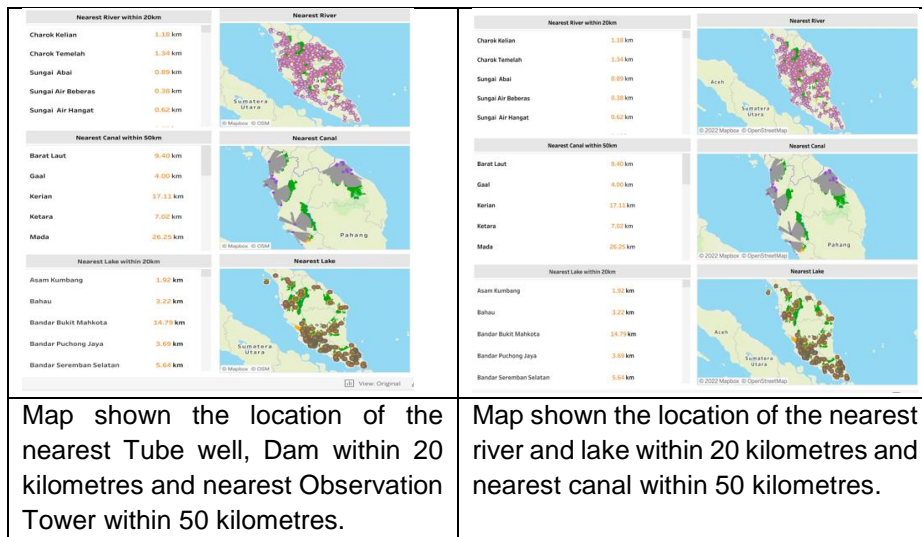 Nearest River within 20km
Nearest River
Charok Kelian 1.18 km
Charok Temelah 1.34 km
Sungai Abai 0.89 km
Sungai Air Beberas 0.38 km
Sungai Air Hangat 0.62 km
Sumatera
Utara
© Mapbox © OSM
Nearest Canal within 50km
Nearest Canal
Barat Laut 9.40 km
Gaal 4.00 km
Kerian 17.11 km
Ketara 7.02 km
Mada 26.25 km
Pahang
© Mapbox © OSM
Nearest Lake within 20km
Nearest Lake
Asam Kumbang 1.92 km
Bahau 3.22 km
Bandar Bukit Mahkota 14.79 km
Bandar Puchong Jaya 3.69 km
Bandar Seremban Selatan 5.64 km
Sumatera
Utara
© Mapbox © OSM
View: Original
Map shown the location of the
nearest Tube well, Dam within 20
kilometres and nearest Observation
Tower within 50 kilometres.
Nearest River within 20km
Nearest River
Charok Kelian 1.18 km
Charok Temelah 1.34 km
Sungai Abai 0.89 km
Sungai Air Beberas 0.38 km
Sungai Air Hangat 0.62 km
Aceh
Sumatera
Utara
© 2022 Mapbox © OpenStreetMap
Nearest Canal within 50km
Nearest Canal
Barat Laut 9.40 km
Gaal 4.00 km
Kerian 17.11 km
Ketara 7.02 km
Mada 26.25 km
Pahang
© 2022 Mapbox © OpenStreetMap
Nearest Lake within 20km
Nearest Lake
Asam Kumbang 1.92 km
Bahau 3.22 km
Bandar Bukit Mahkota 14.79 km
Bandar Puchong Jaya 3.69 km
Bandar Seremban Selatan 5.64 km
Aceh
Sumatera
Utara
© 2022 Mapbox © OpenStreetMap
Map shown the location of the nearest
river and lake within 20 kilometres and
nearest canal within 50 kilometres.